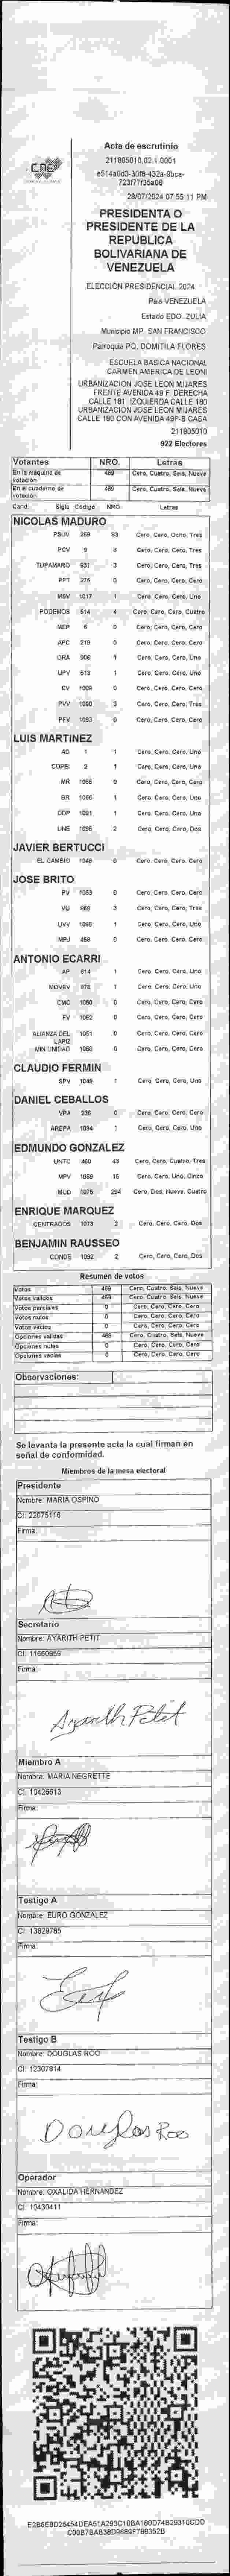 Acta de escrutinio
CNE
211805010.02.1.0001
28/07/2024 07:55:11 PM
PRESIDENTA O
PRESIDENTE DE LA
REPUBLICA
BOLIVARIANA DE
VENEZUELA
ELECCIÓN PRESIDENCIAL 2024
País VENEZUELA
Estado EDO. ZULIA
Municipio MP. SAN FRANCISCO
Parroquia PQ. DOMITILA FLORES
ESCUELA BASICA NACIONAL
CARMEN AMERICA DE LEONI
URBANIZACION JOSE LEON MIJARES
FRENTE AVENIDA 49 F. DERECHA
CALLE 181. IZQUIERDA CALLE 180
URBANIZACION JOSE LEON MIJARES
CALLE 180 CON AVENIDA 49F-B CASA
211805010
922 Electores
Votantes NRO. Letras
En la maquina de votación 469 Cero, Cuatro, Seis, Nueve
En el cuaderno de votación 469 Cero, Cuatro, Seis, Nueve
Cand. Sigla Código NRO. Letras
NICOLAS MADURO
PSUV 268 83 Cero, Cero, Ocho, Tres
PCV 9 3 Cero, Cero, Cero, Tres
TUPAMARO 931 3 Cero, Cero, Cero, Tres
PPT 275 0 Cero, Cero, Cero, Cero
MSV 1017 1 Cero, Cero, Cero, Uno
PODEMOS 514 4 Cero, Cero, Cero, Cuatro
MEP 6 0 Cero, Cero, Cero, Cero
APC 219 0 Cero, Cero, Cero, Cero
ORA 906 1 Cero, Cero, Cero, Uno
UPV 513 1 Cero, Cero, Cero, Uno
EV 1089 0 Cero, Cero, Cero, Cero
PVV 1090 3 Cero, Cero, Cero, Tres
PFV 1093 0 Cero, Cero, Cero, Cero
LUIS MARTINEZ
AD 1 1 Cero, Cero, Cero, Uno
COPEI 2 1 Cero, Cero, Cero, Uno
MR 1065 0 Cero, Cero, Cero, Cero
BR 1066 1 Cero, Cero, Cero, Uno
DDP 1091 1 Cero, Cero, Cero, Uno
UNE 1096 2 Cero, Cero, Cero, Dos
JAVIER BERTUCCI
EL CAMBIO 1048 0 Cero, Cero, Cero, Cero
JOSE BRITO
PV 1053 0 Cero, Cero, Cero, Cero
VU 869 3 Cero, Cero, Cero, Tres
UVV 1095 1 Cero, Cero, Cero, Uno
MPJ 458 0 Cero, Cero, Cero, Cero
ANTONIO ECARRI
AP 614 1 Cero, Cero, Cero, Uno
MOVEV 978 1 Cero, Cero, Cero, Uno
CMC 1050 0 Cero, Cero, Cero, Cero
FV 1062 0 Cero, Cero, Cero, Cero
ALIANZA DEL LAPIZ 1051 0 Cero, Cero, Cero, Cero
MIN UNIDAD 1060 0 Cero, Cero, Cero, Cero
CLAUDIO FERMIN
SPV 1049 1 Cero, Cero, Cero, Uno
DANIEL CEBALLOS
VPA 235 0 Cero, Cero, Cero, Cero
AREPA 1094 1 Cero, Cero, Cero, Uno
EDMUNDO GONZALEZ
UNTC 460 43 Cero, Cero, Cuatro, Tres
MPV 1069 15 Cero, Cero, Uno, Cinco
MUD 1075 294 Cero, Dos, Nueve, Cuatro
ENRIQUE MARQUEZ
CENTRADOS 1073 2 Cero, Cero, Cero, Dos
BENJAMIN RAUSSEO
CONDE 1092 2 Cero, Cero, Cero, Dos
Resumen de votos
Votos 469 Cero, Cuatro, Seis, Nueve
Votos validos 469 Cero, Cuatro, Seis, Nueve
Votos parciales 0 Cero, Cero, Cero, Cero
Votos nulos 0 Cero, Cero, Cero, Cero
Votos vacios 0 Cero, Cero, Cero, Cero
Opciones validas 469 Cero, Cuatro, Seis, Nueve
Opciones nulas 0 Cero, Cero, Cero, Cero
Opciones vacias 0 Cero, Cero, Cero, Cero
Observaciones:
Se levanta la presente acta la cual firman en
señal de conformidad.
Miembros de la mesa electoral
Presidente
Nombre: MARIA OSPINO
CI: 22075116
Firma:
Secretario
Nombre: AYARITH PETIT
CI: 11660959
Firma:
Ayarith Petit
Miembro A
Nombre: MARIA NEGRETTE
CI: 10426613
Firma:
Testigo A
Nombre: EURO GONZALEZ
CI: 13829765
Firma:
Testigo B
Nombre: DOUGLAS ROO
CI: 12307814
Firma:
Douglas Roo
Operador
Nombre: OXALIDA HERNANDEZ
CI: 10430411
Firma: